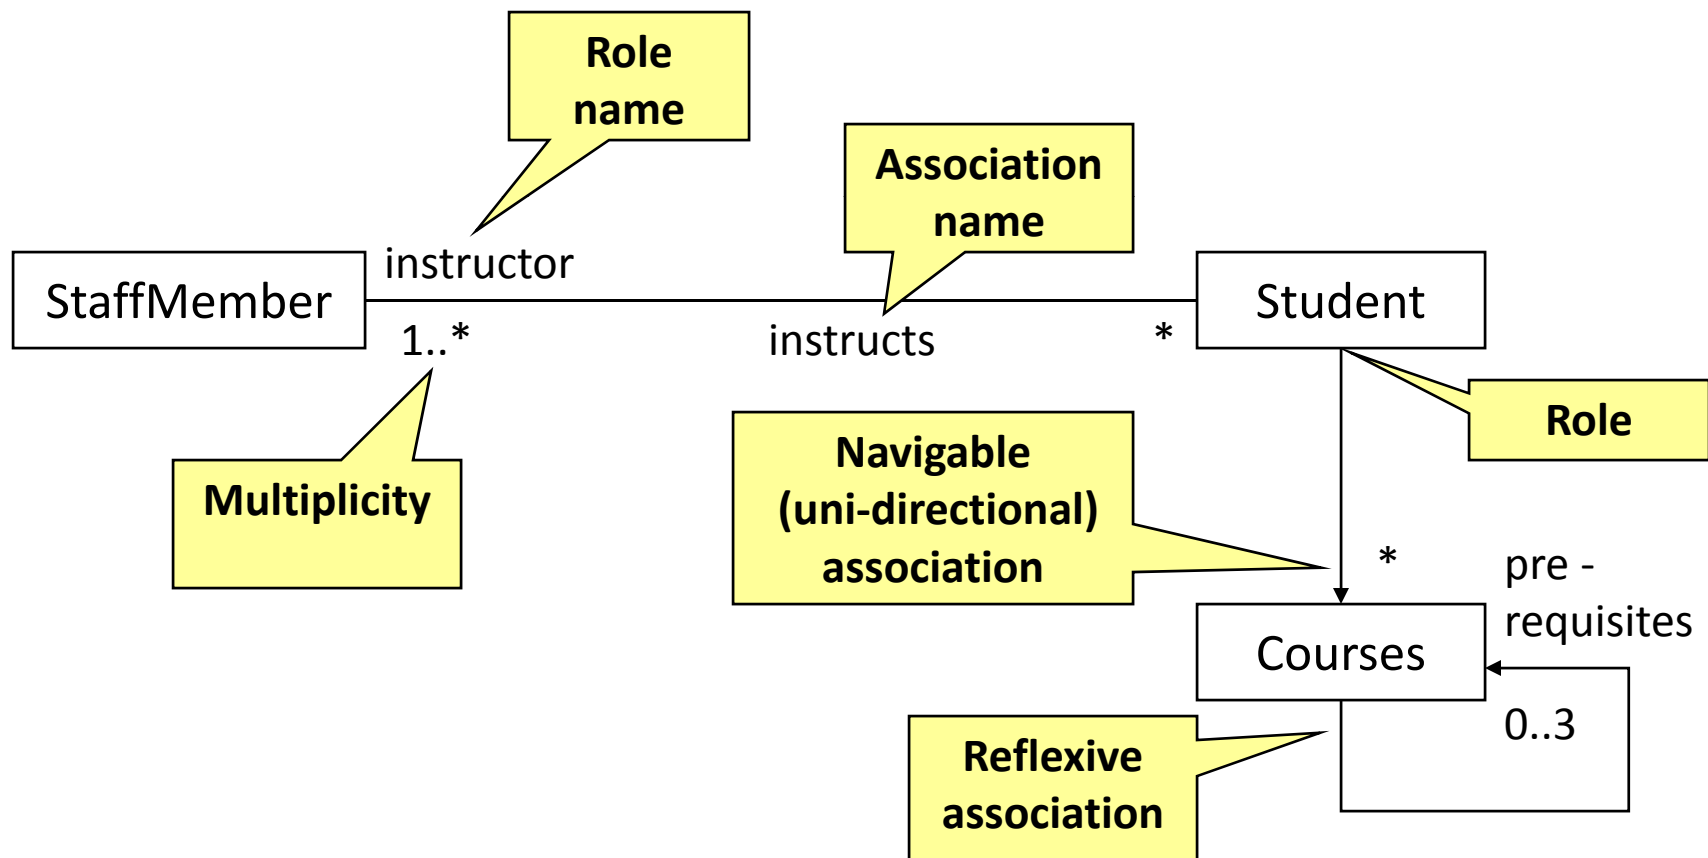 Role
name
Association
name
instructor
StaffMember
Student
1..*
instructs
*
Role
Multiplicity
Navigable
(uni-directional)
association
*
pre -
requisites
Courses
0..3
Reflexive
association